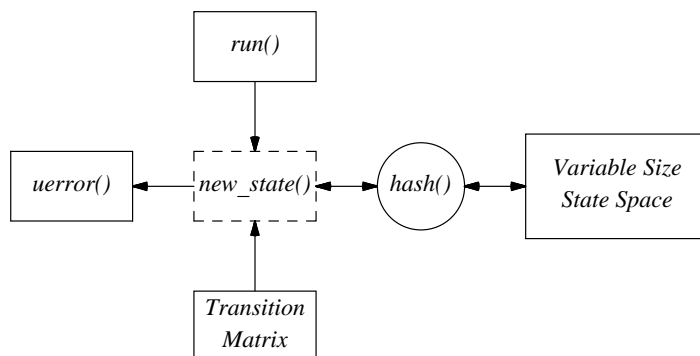 run()
uerror()
new_state()
hash()
Variable Size
State Space
Transition
Matrix